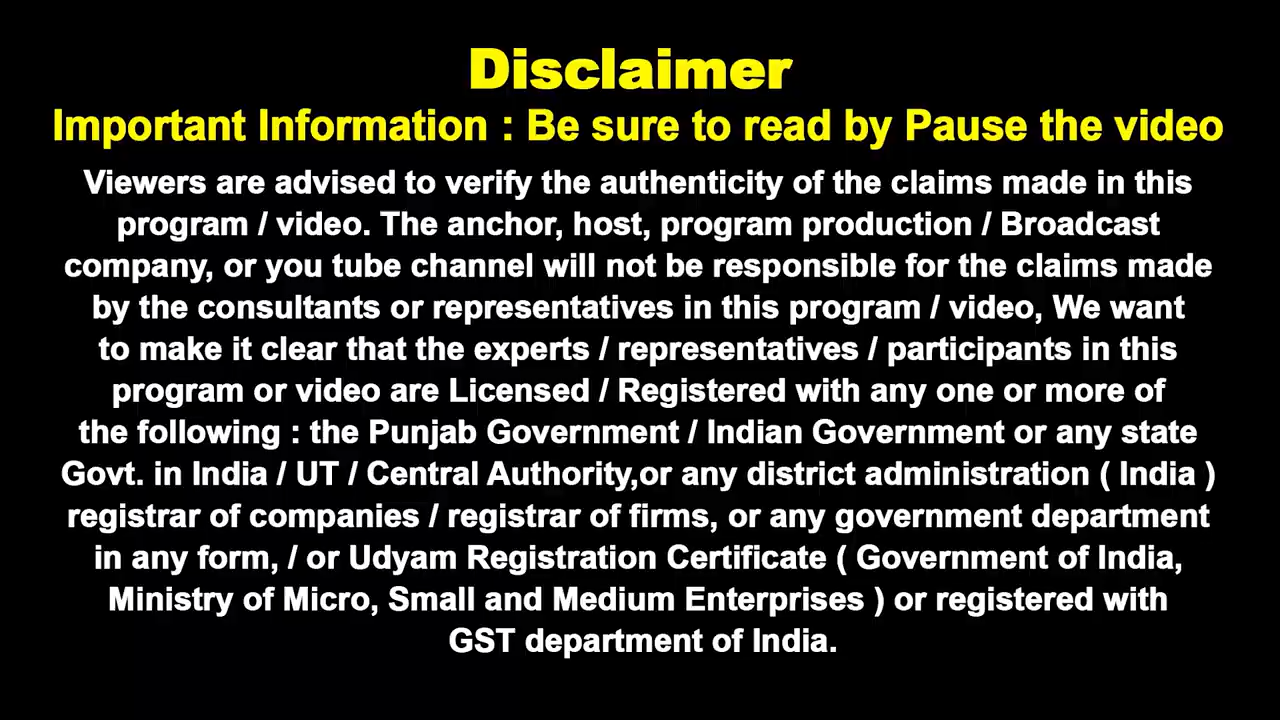 Disclaimer
Important Information : Be sure to read by Pause the video
Viewers are advised to verify the authenticity of the claims made in this
program / video. The anchor, host, program production / Broadcast
company, or you tube channel will not be responsible for the claims made
by the consultants or representatives in this program / video, We want
to make it clear that the experts / representatives / participants in this
program or video are Licensed / Registered with any one or more of
the following : the Punjab Government / Indian Government or any state
Govt. in India / UT / Central Authority,or any district administration ( India )
registrar of companies / registrar of firms, or any government department
in any form, / or Udyam Registration Certificate ( Government of India,
Ministry of Micro, Small and Medium Enterprises ) or registered with
GST department of India.